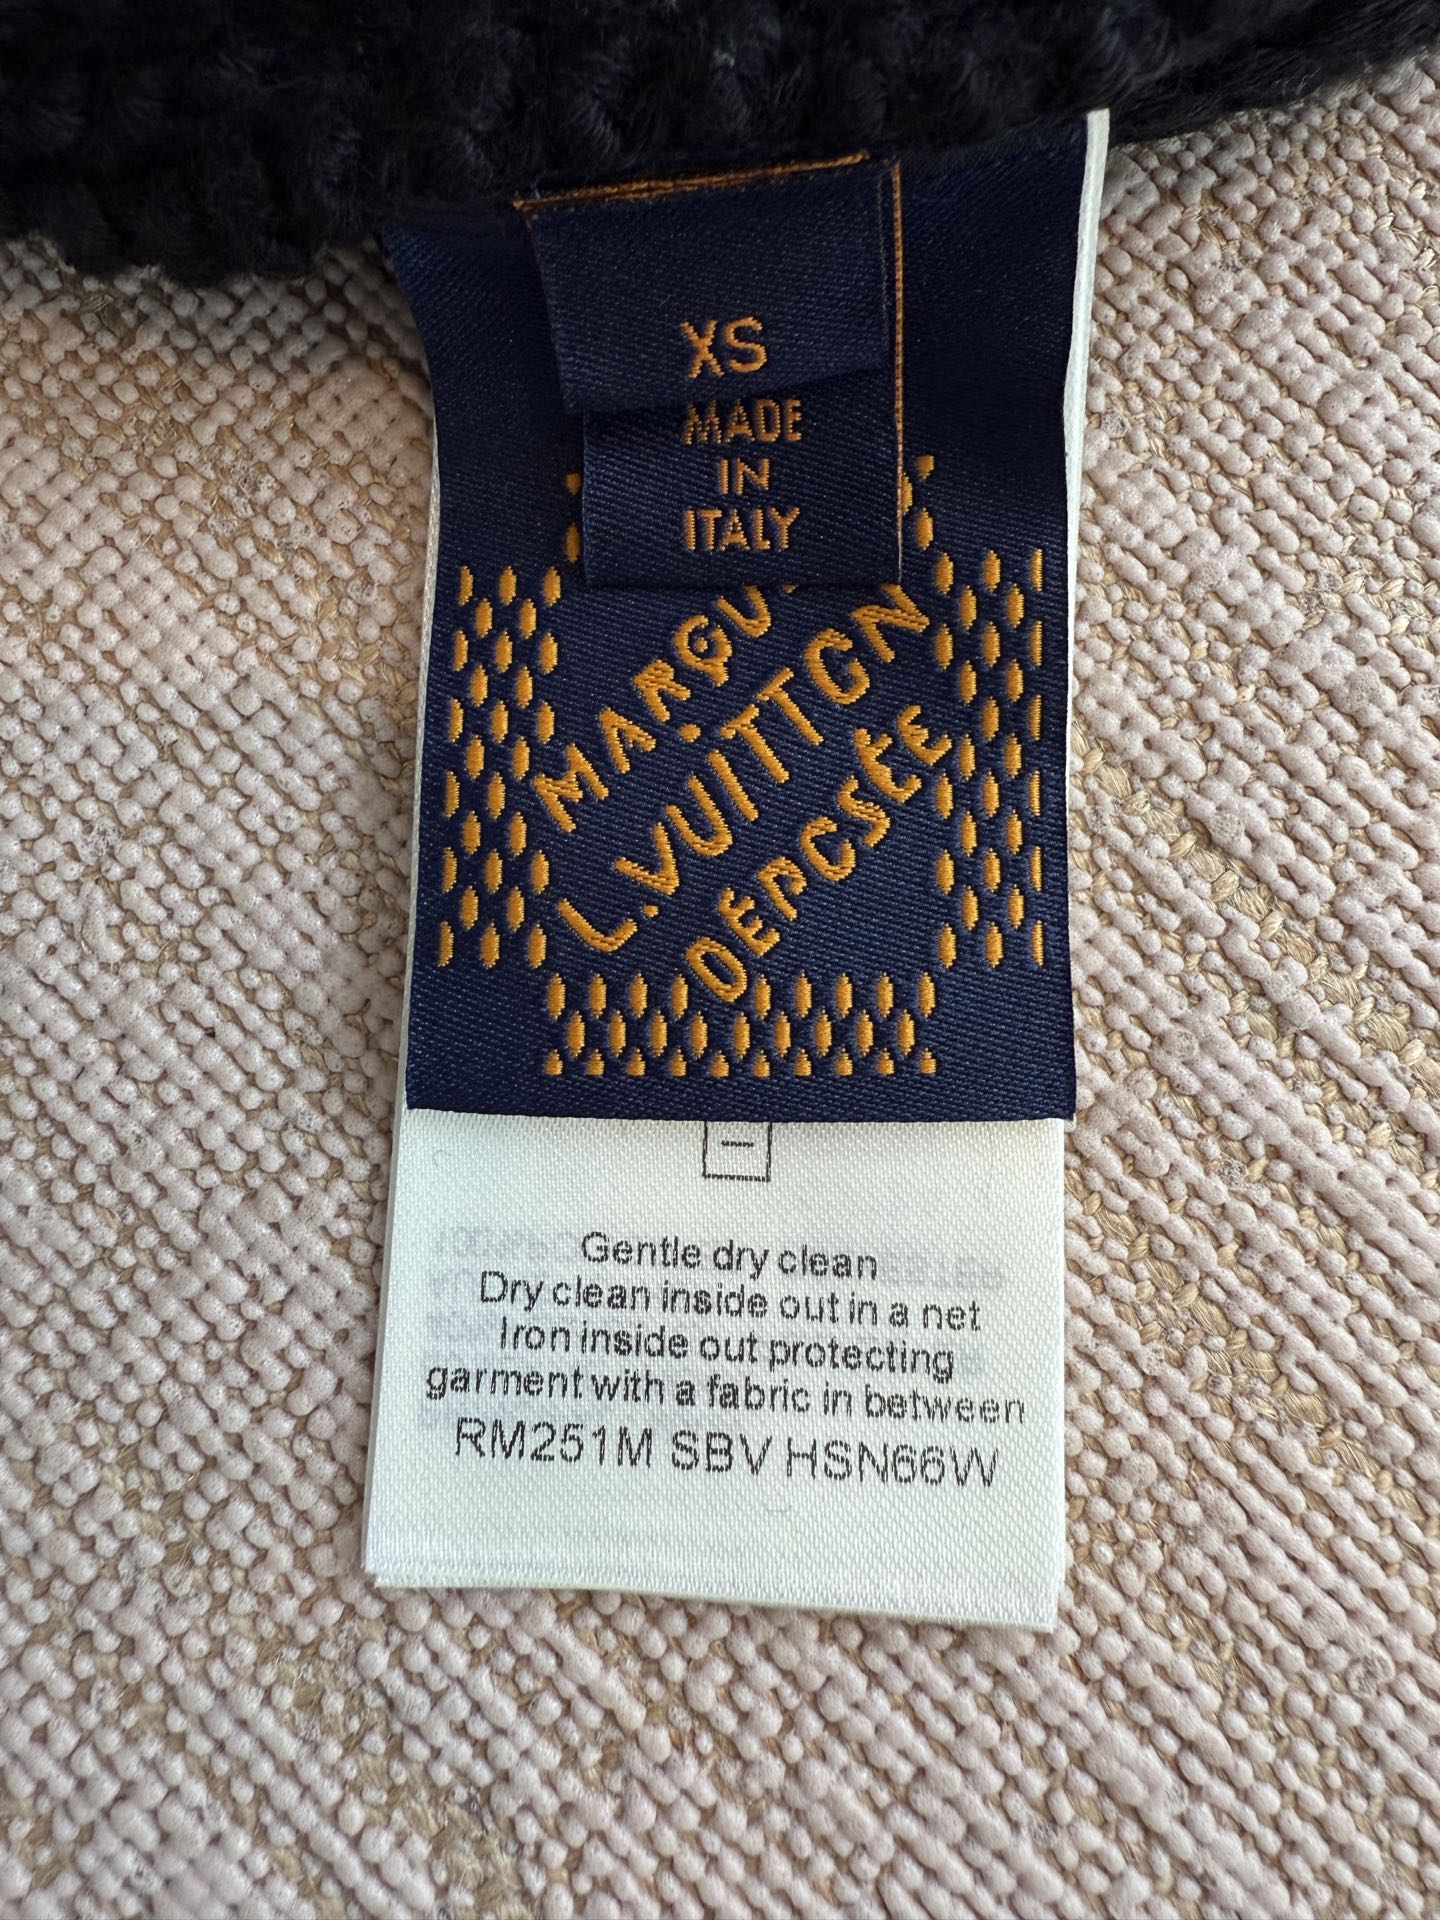 XS
MADE
IN
ITALY
MARQU
L.VUITTON
DEPOSEE
Gentle dry clean
Dry clean inside out in a net
Iron inside out protecting
garment with a fabric in between
RM251M SBV HSN66W